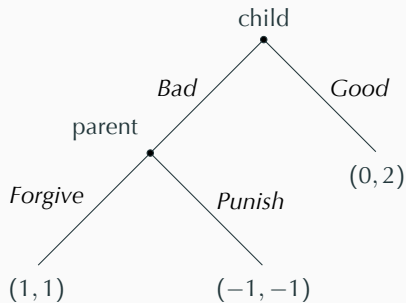 child
Bad
Good
parent
(0, 2)
Forgive
Punish
(1, 1)
(−1, −1)